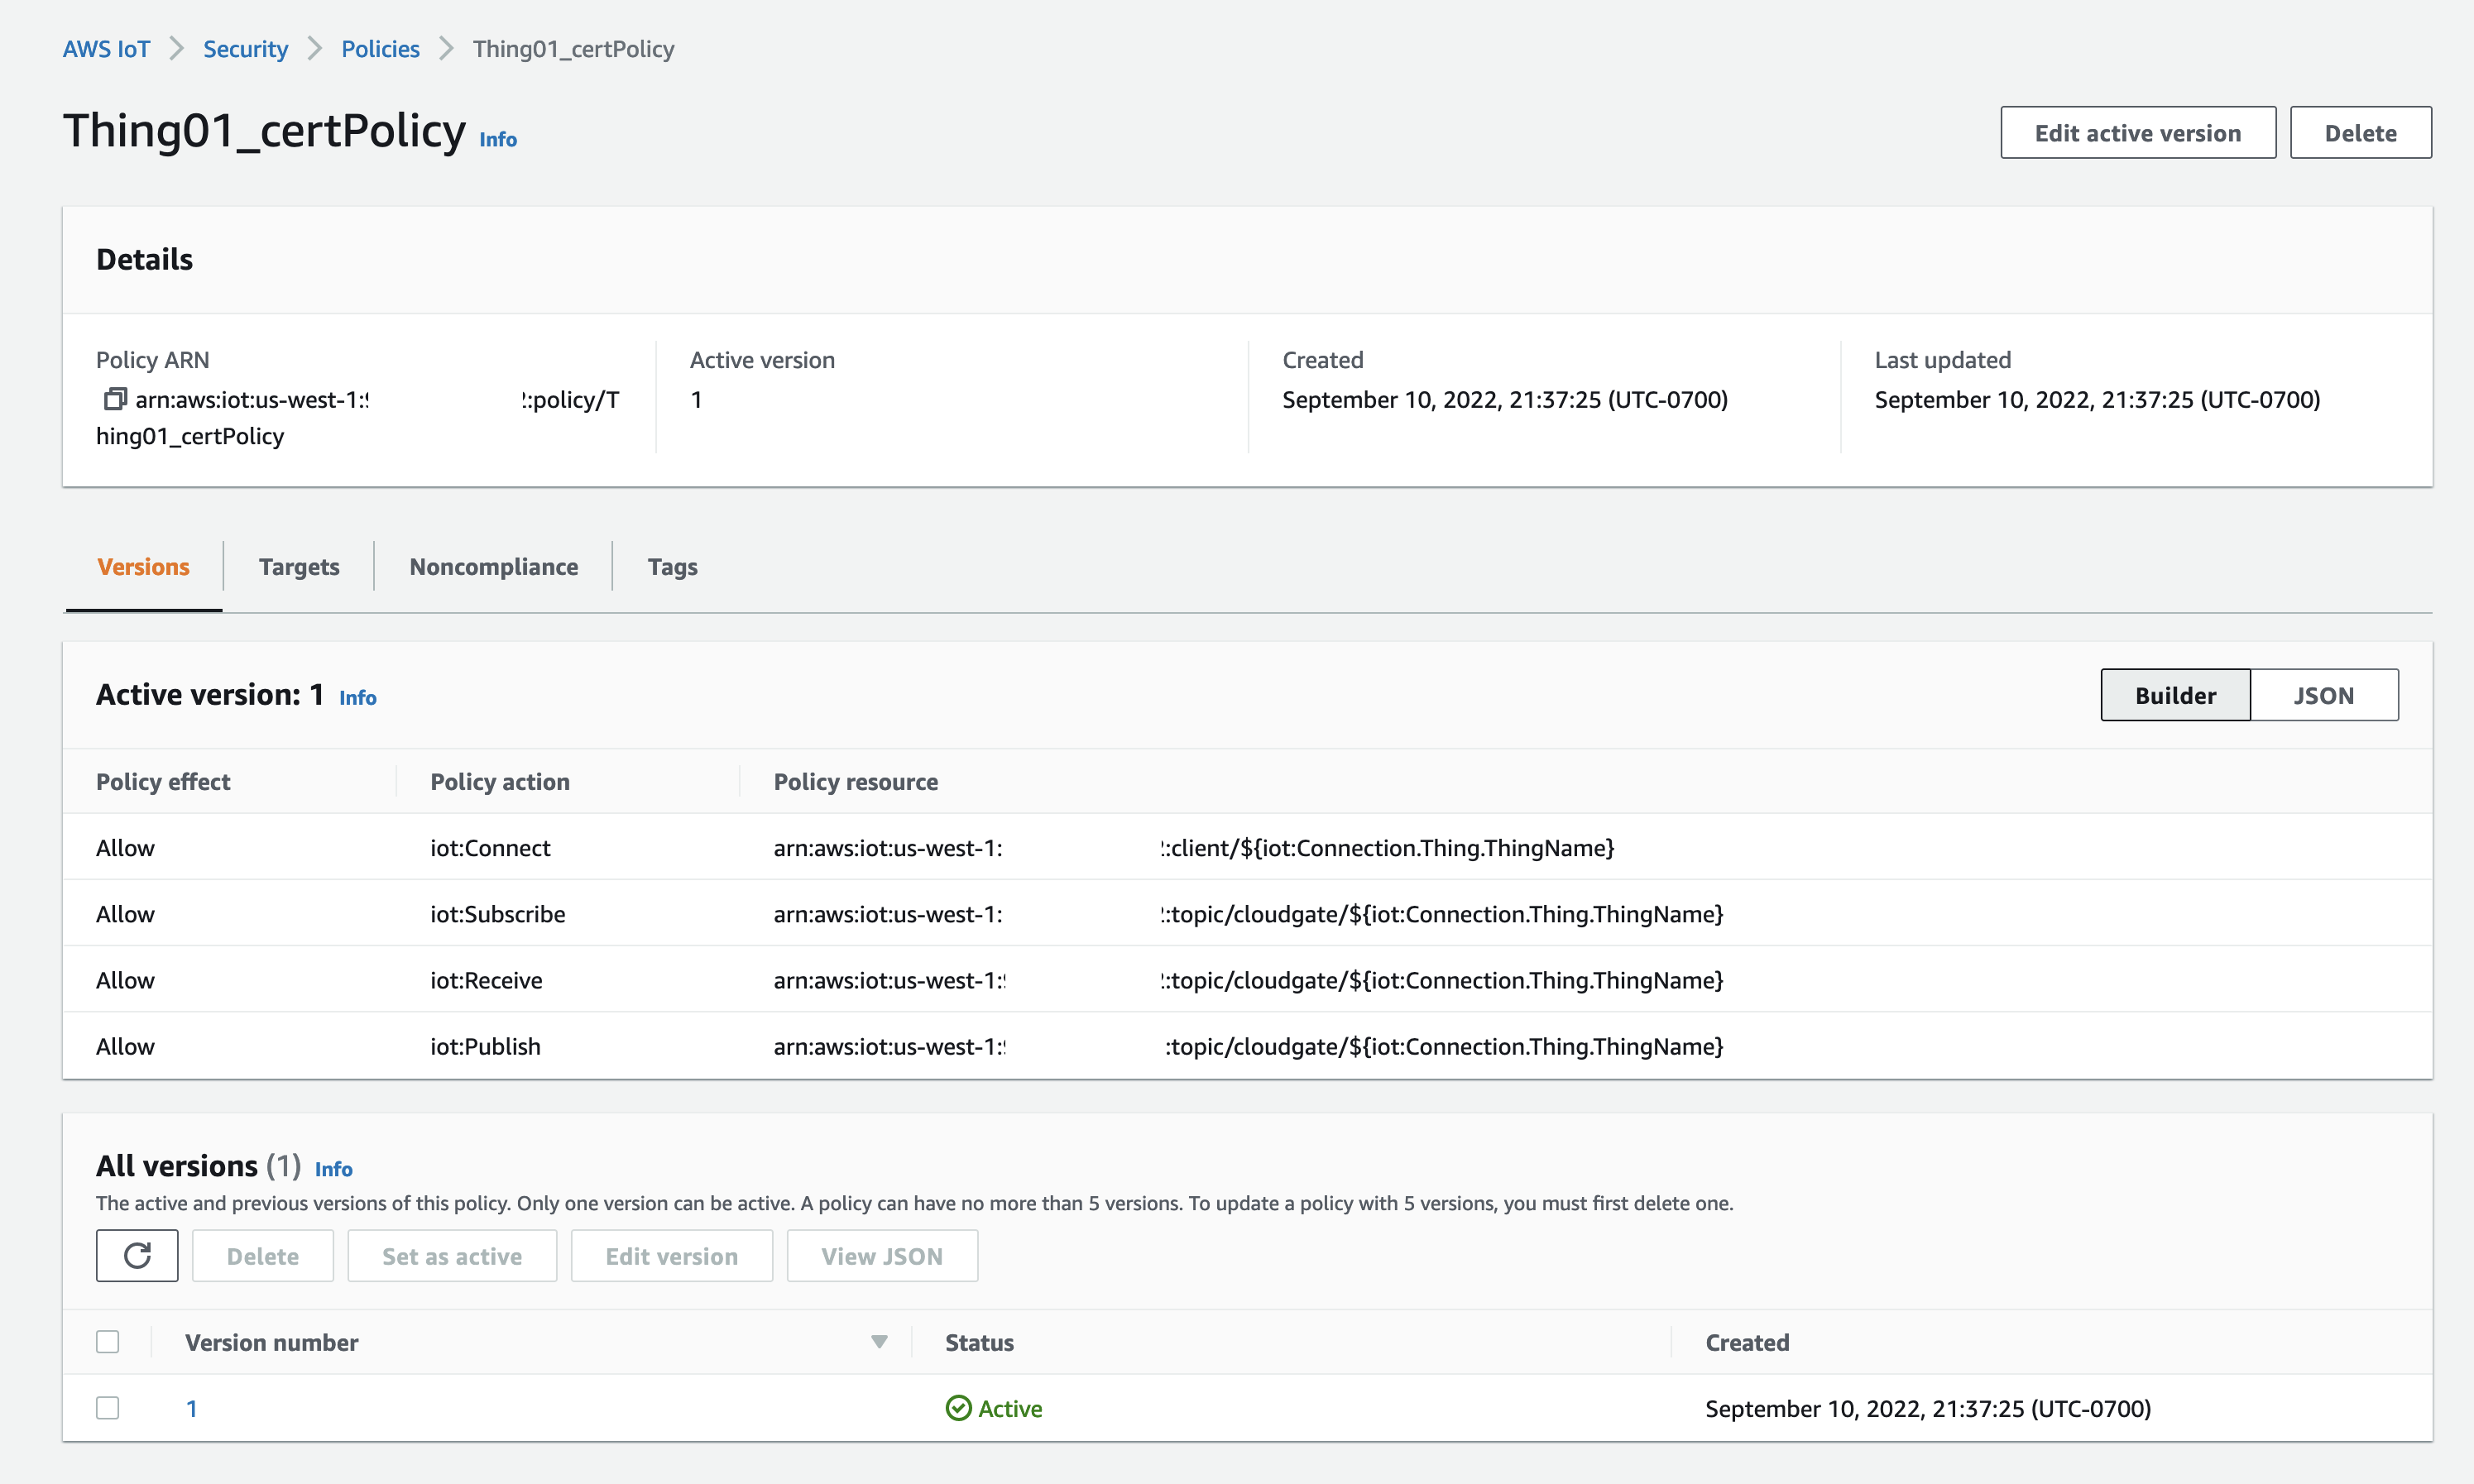 AWS IoT > Security > Policies > Thing01_certPolicy
Thing01_certPolicy Info
Edit active version Delete
Details
Policy ARN Active version Created Last updated
arn:aws:iot:us-west-1: :policy/T 1 September 10, 2022, 21:37:25 (UTC-0700) September 10, 2022, 21:37:25 (UTC-0700)
hing01_certPolicy
Versions Targets Noncompliance Tags
Active version: 1 Info Builder JSON
Policy effect Policy action Policy resource
Allow iot:Connect arn:aws:iot:us-west-1: :client/${iot:Connection.Thing.ThingName}
Allow iot:Subscribe arn:aws:iot:us-west-1: :topic/cloudgate/${iot:Connection.Thing.ThingName}
Allow iot:Receive arn:aws:iot:us-west-1: :topic/cloudgate/${iot:Connection.Thing.ThingName}
Allow iot:Publish arn:aws:iot:us-west-1: :topic/cloudgate/${iot:Connection.Thing.ThingName}
All versions (1) Info
The active and previous versions of this policy. Only one version can be active. A policy can have no more than 5 versions. To update a policy with 5 versions, you must first delete one.
Delete Set as active Edit version View JSON
Version number Status Created
1 Active September 10, 2022, 21:37:25 (UTC-0700)